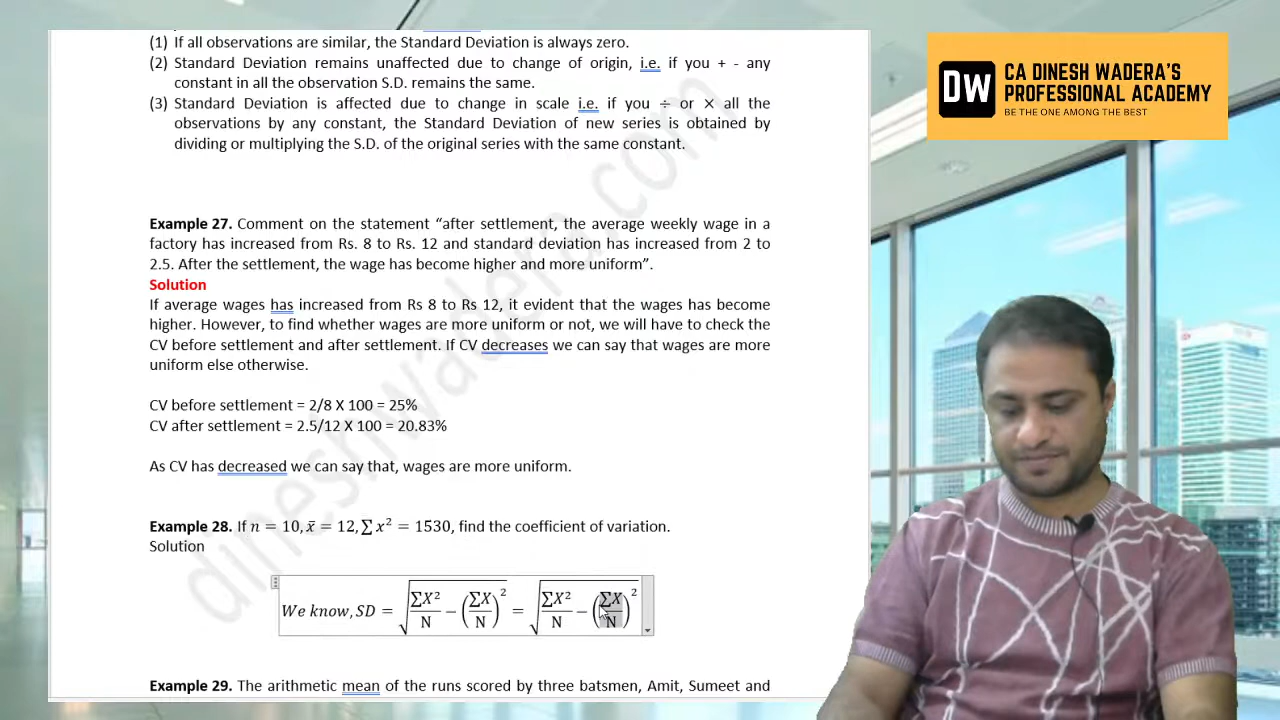 (1) If all observations are similar, the Standard Deviation is always zero.
(2) Standard Deviation remains unaffected due to change of origin, i.e. if you + - any
constant in all the observation S.D. remains the same.
(3) Standard Deviation is affected due to change in scale i.e. if you ÷ or × all the
observations by any constant, the Standard Deviation of new series is obtained by
dividing or multiplying the S.D. of the original series with the same constant.
Example 27. Comment on the statement “after settlement, the average weekly wage in a
factory has increased from Rs. 8 to Rs. 12 and standard deviation has increased from 2 to
2.5. After the settlement, the wage has become higher and more uniform”.
Solution
If average wages has increased from Rs 8 to Rs 12, it evident that the wages has become
higher. However, to find whether wages are more uniform or not, we will have to check the
CV before settlement and after settlement. If CV decreases we can say that wages are more
uniform else otherwise.
CV before settlement = 2/8 X 100 = 25%
CV after settlement = 2.5/12 X 100 = 20.83%
As CV has decreased we can say that, wages are more uniform.
Example 28. If n = 10, x̄ = 12, ∑ x² = 1530, find the coefficient of variation.
Solution
We know, SD = √(ΣX²/N − (ΣX/N)²) = √(ΣX²/N − (ΣX/N)²)
Example 29. The arithmetic mean of the runs scored by three batsmen, Amit, Sumeet and
dineshwadera.com
DW
CA DINESH WADERA'S
PROFESSIONAL ACADEMY
BE THE ONE AMONG THE BEST